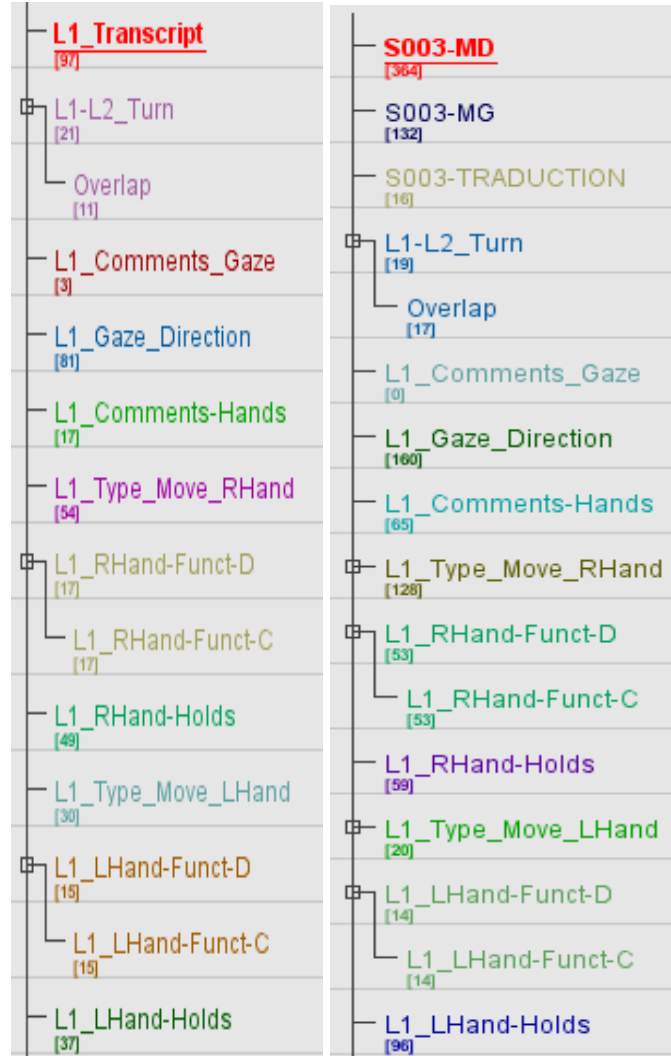 L1_Transcript
[97]
L1-L2_Turn
[21]
Overlap
[11]
L1_Comments_Gaze
[3]
L1_Gaze_Direction
[81]
L1_Comments-Hands
[17]
L1_Type_Move_RHand
[54]
L1_RHand-Funct-D
[17]
L1_RHand-Funct-C
[17]
L1_RHand-Holds
[49]
L1_Type_Move_LHand
[30]
L1_LHand-Funct-D
[15]
L1_LHand-Funct-C
[15]
L1_LHand-Holds
[37]
S003-MD
[364]
S003-MG
[132]
S003-TRADUCTION
[16]
L1-L2_Turn
[19]
Overlap
[17]
L1_Comments_Gaze
[0]
L1_Gaze_Direction
[160]
L1_Comments-Hands
[65]
L1_Type_Move_RHand
[128]
L1_RHand-Funct-D
[53]
L1_RHand-Funct-C
[53]
L1_RHand-Holds
[59]
L1_Type_Move_LHand
[20]
L1_LHand-Funct-D
[14]
L1_LHand-Funct-C
[14]
L1_LHand-Holds
[96]